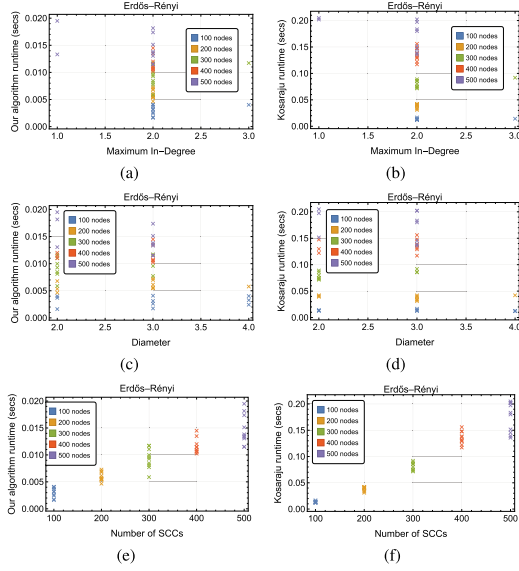 Erdős–Rényi
Our algorithm runtime (secs)
0.020
0.015
0.010
0.005
0.000
1.0 1.5 2.0 2.5 3.0
Maximum In–Degree
100 nodes
200 nodes
300 nodes
400 nodes
500 nodes
(a)
Erdős–Rényi
Kosaraju runtime (secs)
0.20
0.15
0.10
0.05
0.00
1.0 1.5 2.0 2.5 3.0
Maximum In–Degree
100 nodes
200 nodes
300 nodes
400 nodes
500 nodes
(b)
Erdős–Rényi
Our algorithm runtime (secs)
0.020
0.015
0.010
0.005
0.000
2.0 2.5 3.0 3.5 4.0
Diameter
100 nodes
200 nodes
300 nodes
400 nodes
500 nodes
(c)
Erdős–Rényi
Kosaraju runtime (secs)
0.20
0.15
0.10
0.05
0.00
2.0 2.5 3.0 3.5 4.0
Diameter
100 nodes
200 nodes
300 nodes
400 nodes
500 nodes
(d)
Erdős–Rényi
Our algorithm runtime (secs)
0.020
0.015
0.010
0.005
0.000
100 200 300 400 500
Number of SCCs
100 nodes
200 nodes
300 nodes
400 nodes
500 nodes
(e)
Erdős–Rényi
Kosaraju runtime (secs)
0.20
0.15
0.10
0.05
0.00
100 200 300 400 500
Number of SCCs
100 nodes
200 nodes
300 nodes
400 nodes
500 nodes
(f)